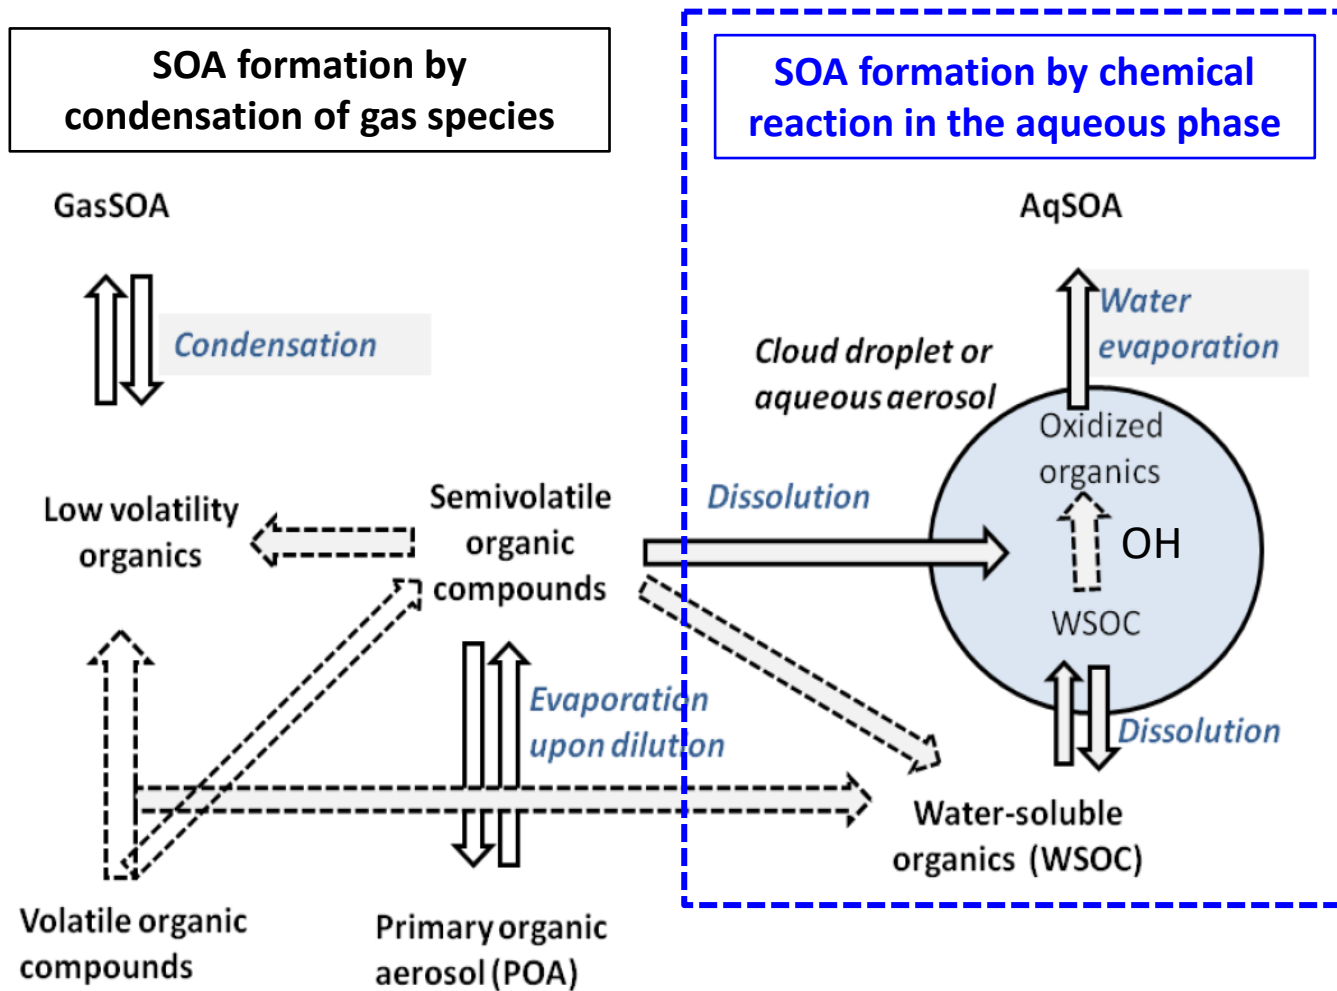 SOA formation by
condensation of gas species
SOA formation by chemical
reaction in the aqueous phase
GasSOA
AqSOA
Condensation
Water
evaporation
Cloud droplet or
aqueous aerosol
Oxidized
organics
Low volatility
organics
Semivolatile
organic
compounds
Dissolution
OH
WSOC
Evaporation
upon dilution
Dissolution
Water-soluble
organics (WSOC)
Volatile organic
compounds
Primary organic
aerosol (POA)